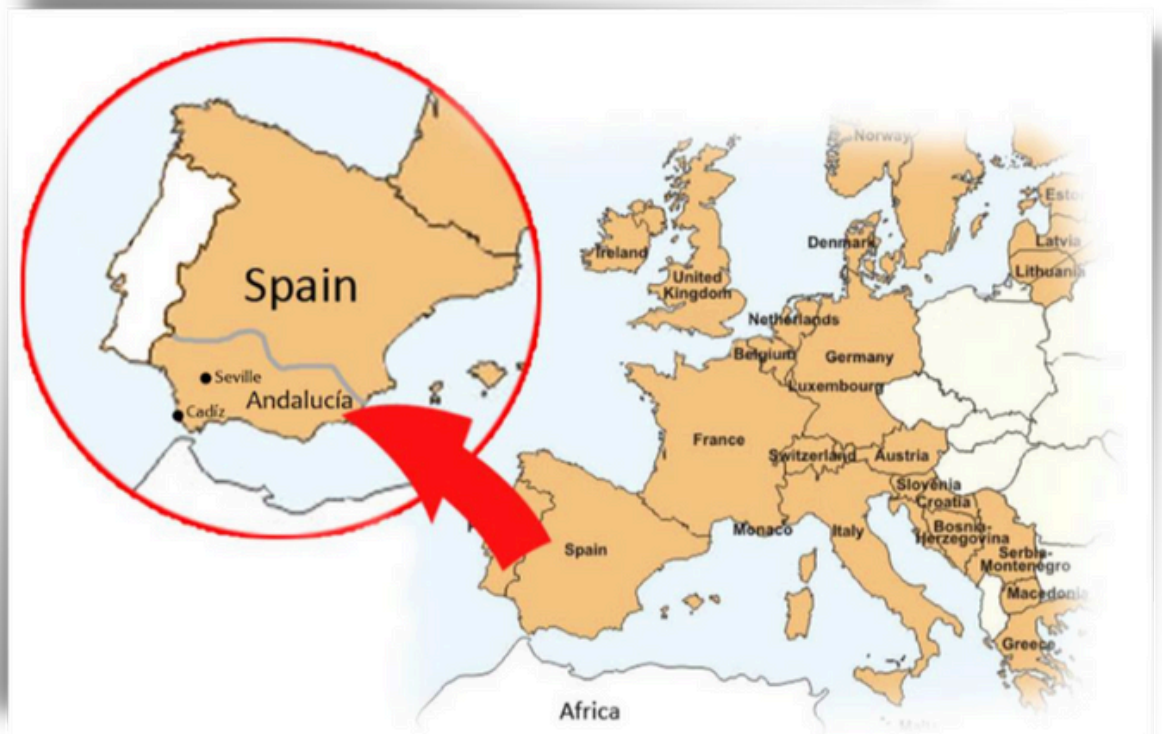 Spain
Seville
Andalucía
Cadíz
Norway
Ireland
United
Kingdom
Denmark
Latvia
Lithuania
Netherlands
Belgium
Germany
Luxembourg
France
Switzerland
Austria
Slovenia
Croatia
Bosnia-
Herzegovina
Serbia-
Montenegro
Macedonia
Monaco
Italy
Spain
Greece
Africa